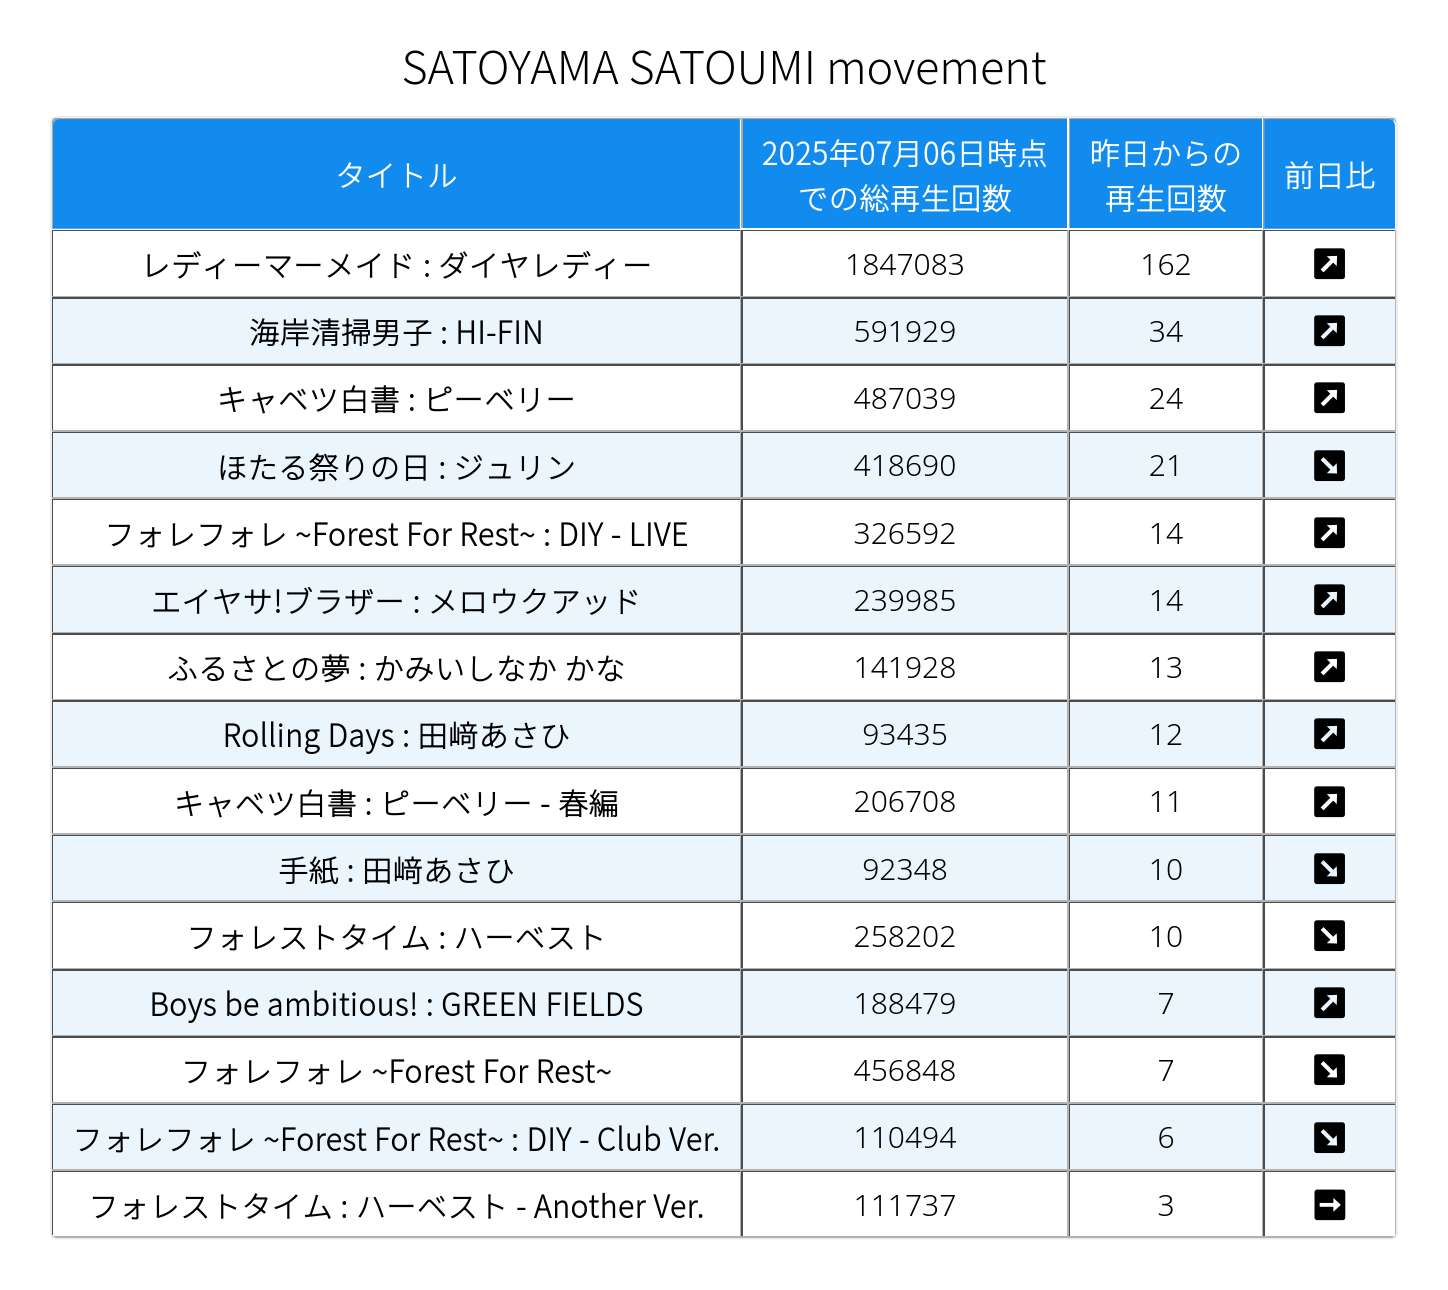 SATOYAMA SATOUMI movement
タイトル 2025年07月06日時点での総再生回数 昨日からの再生回数 前日比
レディーマーメイド : ダイヤレディー 1847083 162 ↗
海岸清掃男子 : HI-FIN 591929 34 ↗
キャベツ白書 : ピーベリー 487039 24 ↗
ほたる祭りの日 : ジュリン 418690 21 ↘
フォレフォレ ~Forest For Rest~ : DIY - LIVE 326592 14 ↗
エイヤサ!ブラザー : メロウクアッド 239985 14 ↗
ふるさとの夢 : かみいしなか かな 141928 13 ↗
Rolling Days : 田﨑あさひ 93435 12 ↗
キャベツ白書 : ピーベリー - 春編 206708 11 ↗
手紙 : 田﨑あさひ 92348 10 ↘
フォレストタイム : ハーベスト 258202 10 ↘
Boys be ambitious! : GREEN FIELDS 188479 7 ↗
フォレフォレ ~Forest For Rest~ 456848 7 ↘
フォレフォレ ~Forest For Rest~ : DIY - Club Ver. 110494 6 ↘
フォレストタイム : ハーベスト - Another Ver. 111737 3 →